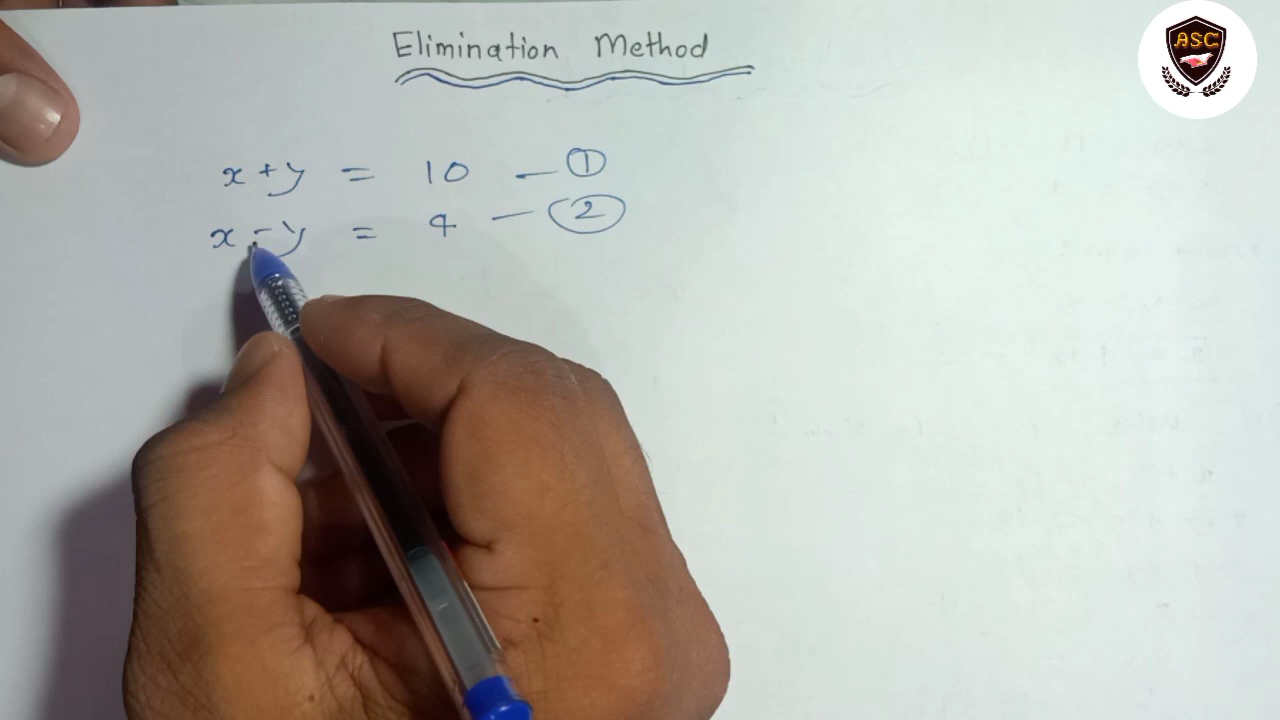 Elimination Method
ASC
x + y = 10 — ①
x - y = 4 — ②